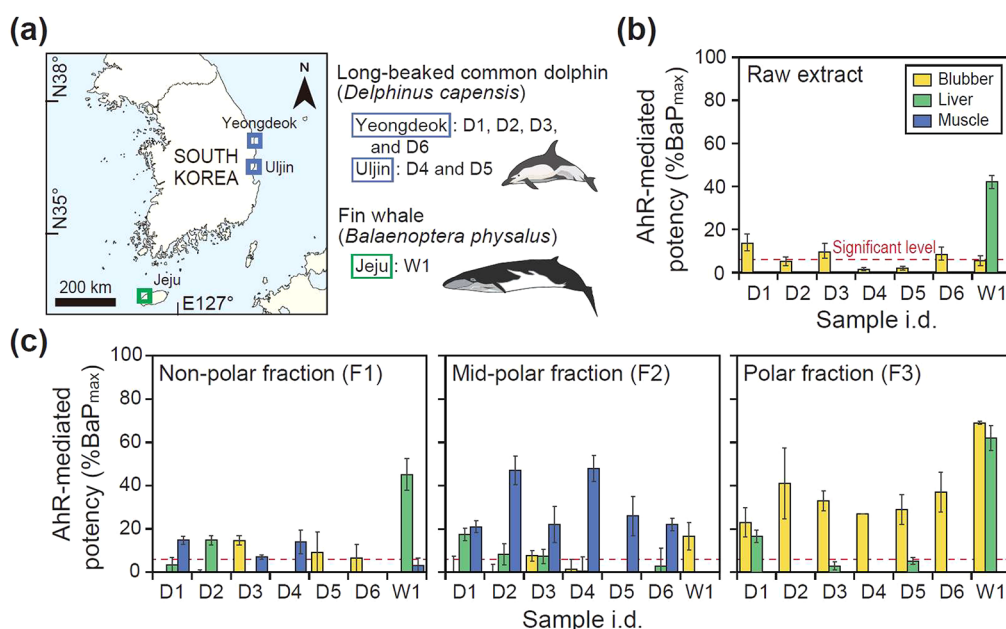 (a)
N38°
N35°
N
Yeongdeok
SOUTH
KOREA
Uljin
Jeju
200 km
E127°
Long-beaked common dolphin
(Delphinus capensis)
Yeongdeok : D1, D2, D3,
and D6
Uljin : D4 and D5
Fin whale
(Balaenoptera physalus)
Jeju : W1
(b)
AhR-mediated
potency (%BaPmax)
100
80
60
40
20
0
Raw extract
Blubber
Liver
Muscle
Significant level
D1 D2 D3 D4 D5 D6 W1
Sample i.d.
(c)
AhR-mediated
potency (%BaPmax)
100
80
60
40
20
0
Non-polar fraction (F1)
D1 D2 D3 D4 D5 D6 W1
Mid-polar fraction (F2)
D1 D2 D3 D4 D5 D6 W1
Polar fraction (F3)
D1 D2 D3 D4 D5 D6 W1
Sample i.d.